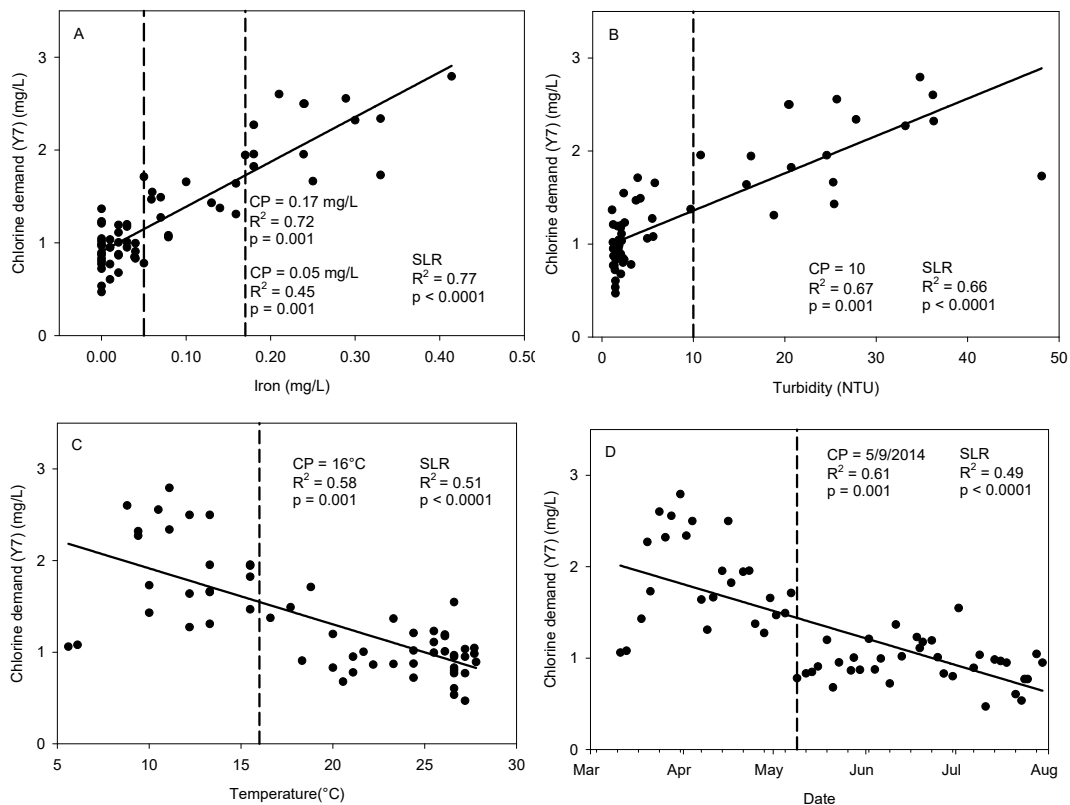 A
Chlorine demand (Y7) (mg/L)
3
2
1
0
CP = 0.17 mg/L
R² = 0.72
p = 0.001
CP = 0.05 mg/L
R² = 0.45
p = 0.001
SLR
R² = 0.77
p < 0.0001
0.00 0.10 0.20 0.30 0.40 0.50
Iron (mg/L)
B
Chlorine demand (Y7) (mg/L)
3
2
1
0
CP = 10
R² = 0.67
p = 0.001
SLR
R² = 0.66
p < 0.0001
0 10 20 30 40 50
Turbidity (NTU)
C
Chlorine demand (Y7) (mg/L)
3
2
1
0
CP = 16°C
R² = 0.58
p = 0.001
SLR
R² = 0.51
p < 0.0001
5 10 15 20 25 30
Temperature(°C)
D
Chlorine demand (Y7) (mg/L)
3
2
1
0
CP = 5/9/2014
R² = 0.61
p = 0.001
SLR
R² = 0.49
p < 0.0001
Mar Apr May Jun Jul Aug
Date